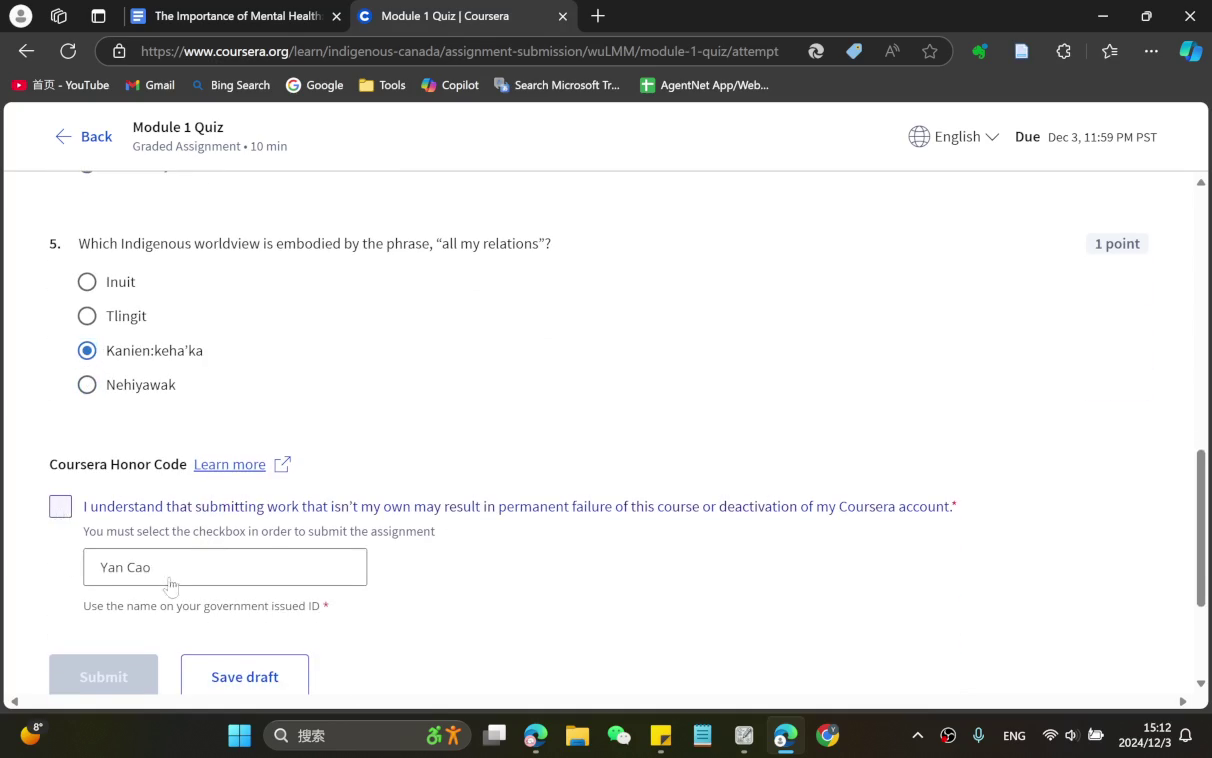 The Importance of Mental Health
Module 1 Quiz | Coursera
https://www.coursera.org/learn/indigenous-canada/assignment-submission/wuLMM/module-1-quiz/attempt
首页 - YouTube
Gmail
Bing Search
Google
Tools
Copilot
Search Microsoft Tr...
AgentNet App/Web...
Back
Module 1 Quiz
Graded Assignment • 10 min
English
Due Dec 3, 11:59 PM PST
5. Which Indigenous worldview is embodied by the phrase, “all my relations”?
1 point
Inuit
Tlingit
Kanien:keha’ka
Nehiyawak
Coursera Honor Code Learn more
I understand that submitting work that isn’t my own may result in permanent failure of this course or deactivation of my Coursera account.*
You must select the checkbox in order to submit the assignment
Yan Cao
Use the name on your government issued ID *
Submit
Save draft
8°
搜索
ENG
15:12
2024/12/3